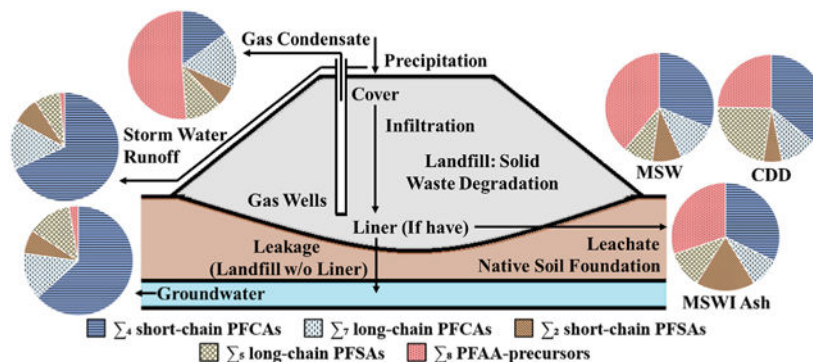 Gas Condensate
Precipitation
Cover
Storm Water
Runoff
Infiltration
Landfill: Solid
Waste Degradation
Gas Wells
MSW
CDD
Liner (If have)
Leakage
(Landfill w/o Liner)
Leachate
Native Soil Foundation
Groundwater
MSWI Ash
∑4 short-chain PFCAs
∑7 long-chain PFCAs
∑2 short-chain PFSAs
∑5 long-chain PFSAs
∑8 PFAA-precursors